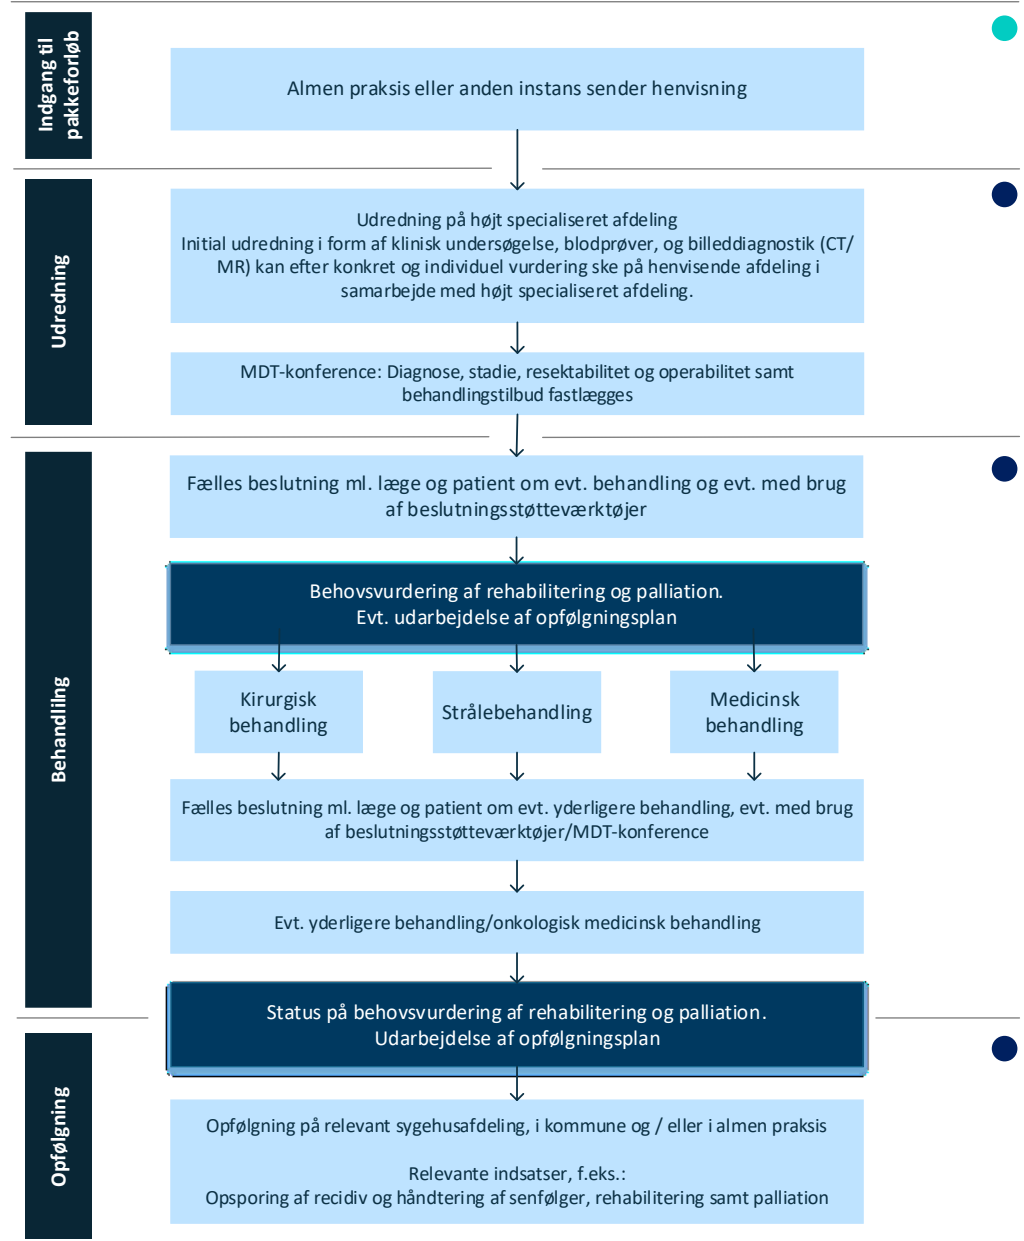 Indgang til
pakkeforløb
Almen praksis eller anden instans sender henvisning
Udredning
Udredning på højt specialiseret afdeling
Initial udredning i form af klinisk undersøgelse, blodprøver, og billeddiagnostik (CT/
MR) kan efter konkret og individuel vurdering ske på henvisende afdeling i
samarbejde med højt specialiseret afdeling.
MDT-konference: Diagnose, stadie, resektabilitet og operabilitet samt
behandlingstilbud fastlægges
Behandlilng
Fælles beslutning ml. læge og patient om evt. behandling og evt. med brug
af beslutningsstøtteværktøjer
Behovsvurdering af rehabilitering og palliation.
Evt. udarbejdelse af opfølgningsplan
Kirurgisk
behandling
Strålebehandling
Medicinsk
behandling
Fælles beslutning ml. læge og patient om evt. yderligere behandling, evt. med brug
af beslutningsstøtteværktøjer/MDT-konference
Evt. yderligere behandling/onkologisk medicinsk behandling
Status på behovsvurdering af rehabilitering og palliation.
Udarbejdelse af opfølgningsplan
Opfølgning
Opfølgning på relevant sygehusafdeling, i kommune og / eller i almen praksis
Relevante indsatser, f.eks.:
Opsporing af recidiv og håndtering af senfølger, rehabilitering samt palliation